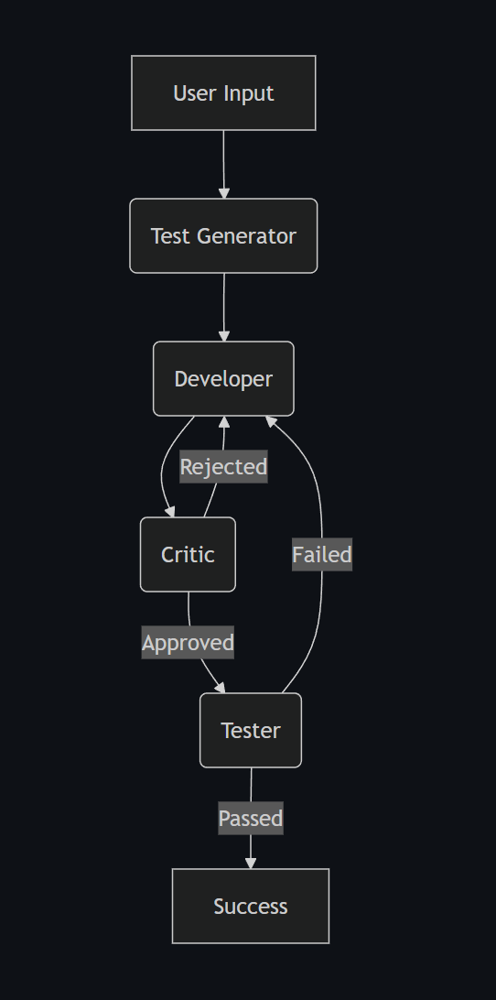 User Input
Test Generator
Developer
Rejected
Critic
Failed
Approved
Tester
Passed
Success